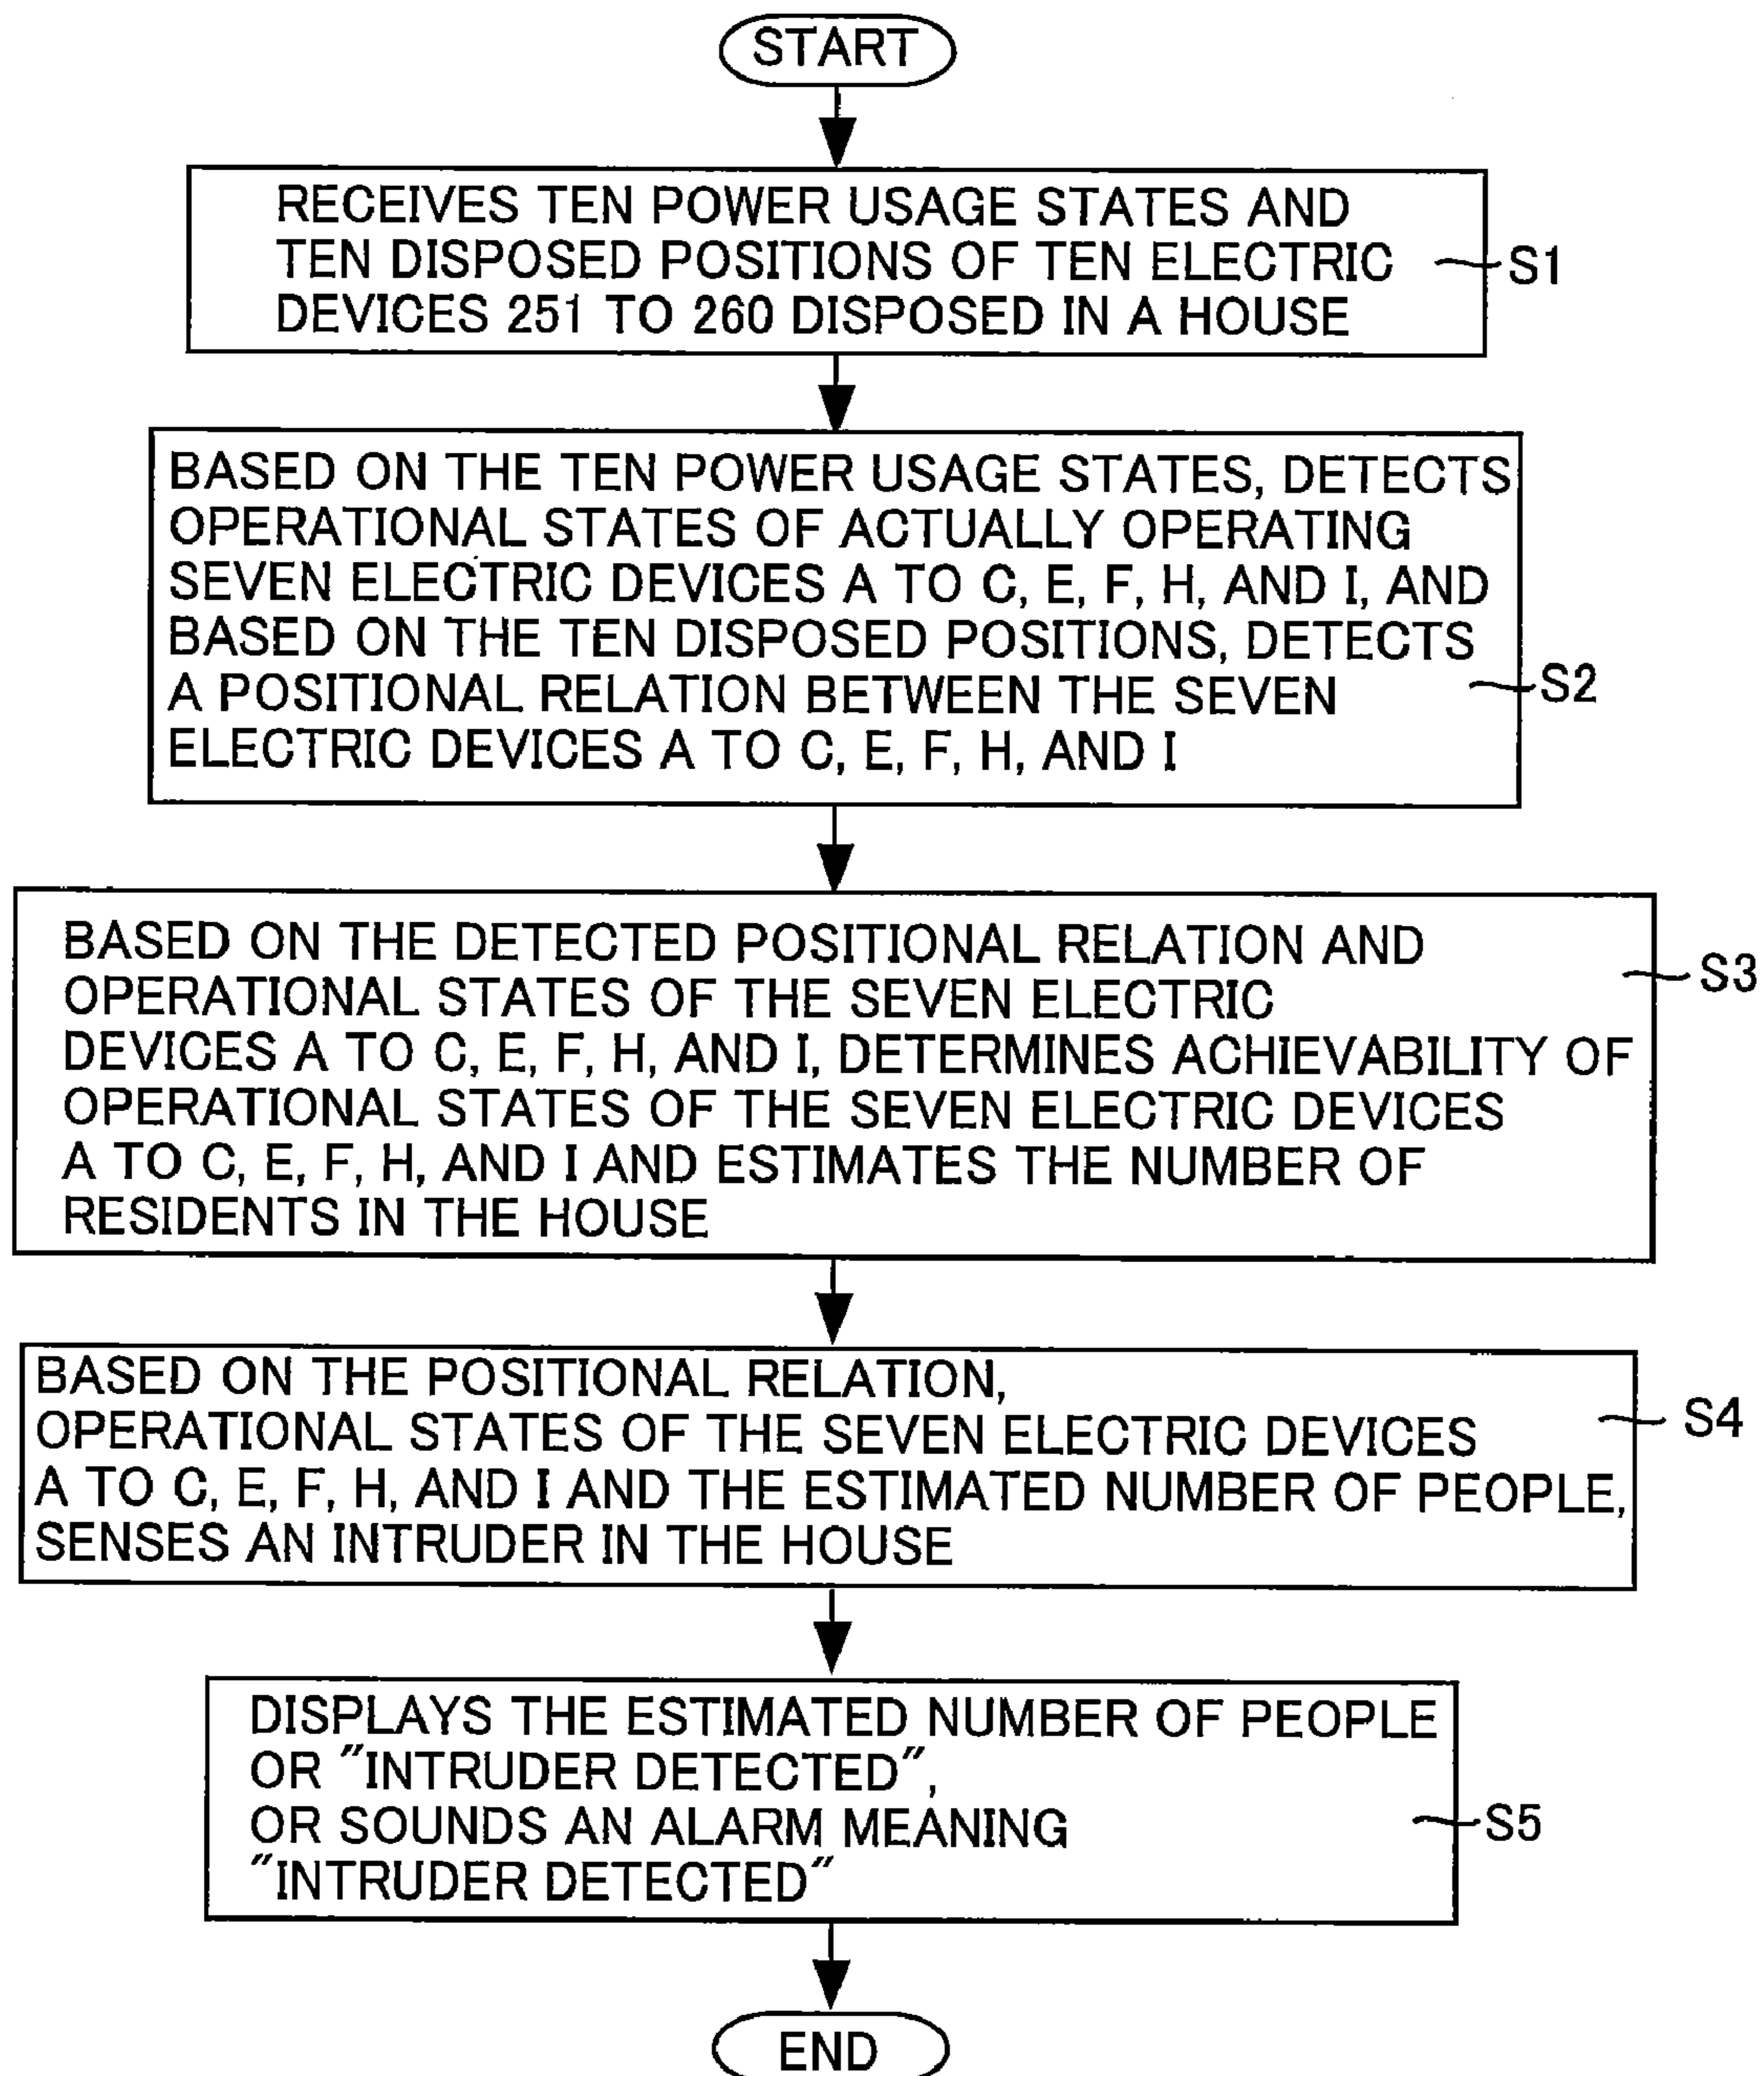 START
RECEIVES TEN POWER USAGE STATES AND
TEN DISPOSED POSITIONS OF TEN ELECTRIC
DEVICES 251 TO 260 DISPOSED IN A HOUSE
S1
BASED ON THE TEN POWER USAGE STATES, DETECTS
OPERATIONAL STATES OF ACTUALLY OPERATING
SEVEN ELECTRIC DEVICES A TO C, E, F, H, AND I, AND
BASED ON THE TEN DISPOSED POSITIONS, DETECTS
A POSITIONAL RELATION BETWEEN THE SEVEN
ELECTRIC DEVICES A TO C, E, F, H, AND I
S2
BASED ON THE DETECTED POSITIONAL RELATION AND
OPERATIONAL STATES OF THE SEVEN ELECTRIC
DEVICES A TO C, E, F, H, AND I, DETERMINES ACHIEVABILITY OF
OPERATIONAL STATES OF THE SEVEN ELECTRIC DEVICES
A TO C, E, F, H, AND I AND ESTIMATES THE NUMBER OF
RESIDENTS IN THE HOUSE
S3
BASED ON THE POSITIONAL RELATION,
OPERATIONAL STATES OF THE SEVEN ELECTRIC DEVICES
A TO C, E, F, H, AND I AND THE ESTIMATED NUMBER OF PEOPLE,
SENSES AN INTRUDER IN THE HOUSE
S4
DISPLAYS THE ESTIMATED NUMBER OF PEOPLE
OR "INTRUDER DETECTED",
OR SOUNDS AN ALARM MEANING
"INTRUDER DETECTED"
S5
END